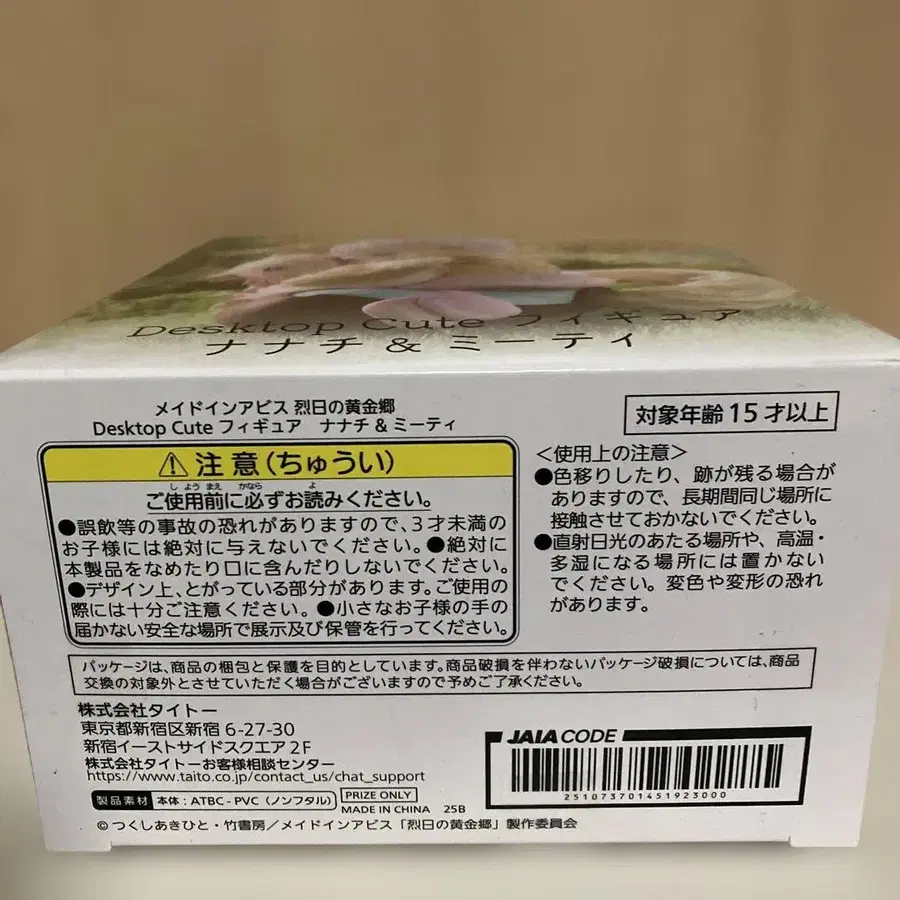 Desktop Cute フィギュア
ナナチ & ミーティ
メイドインアビス 烈日の黄金郷
Desktop Cute フィギュア　ナナチ & ミーティ
対象年齢 15 才以上
⚠注意(ちゅうい)
ご使用前に必ずお読みください。
しようまえ かなら よ
●誤飲等の事故の恐れがありますので、3才未満の
お子様には絶対に与えないでください。●絶対に
本製品をなめたり口に含んだりしないでください。
●デザイン上、とがっている部分があります。ご使用の
際には十分ご注意ください。●小さなお子様の手の
届かない安全な場所で展示及び保管を行ってください。
<使用上の注意>
●色移りしたり、跡が残る場合が
ありますので、長期間同じ場所に
接触させておかないでください。
●直射日光のあたる場所や、高温・
多湿になる場所には置かない
でください。変色や変形の恐れ
があります。
パッケージは、商品の梱包と保護を目的としています。商品破損を伴わないパッケージ破損については、商品
交換の対象外とさせていただく場合がございますので予めご了承ください。
株式会社タイトー
東京都新宿区新宿 6-27-30
新宿イーストサイドスクエア 2F
株式会社タイトーお客様相談センター
https://www.taito.co.jp/contact_us/chat_support
製品素材 本体：ATBC-PVC(ノンフタル)
PRIZE ONLY
MADE IN CHINA 25B
JAIA CODE
251073701451923000
©つくしあきひと・竹書房／メイドインアビス「烈日の黄金郷」製作委員会